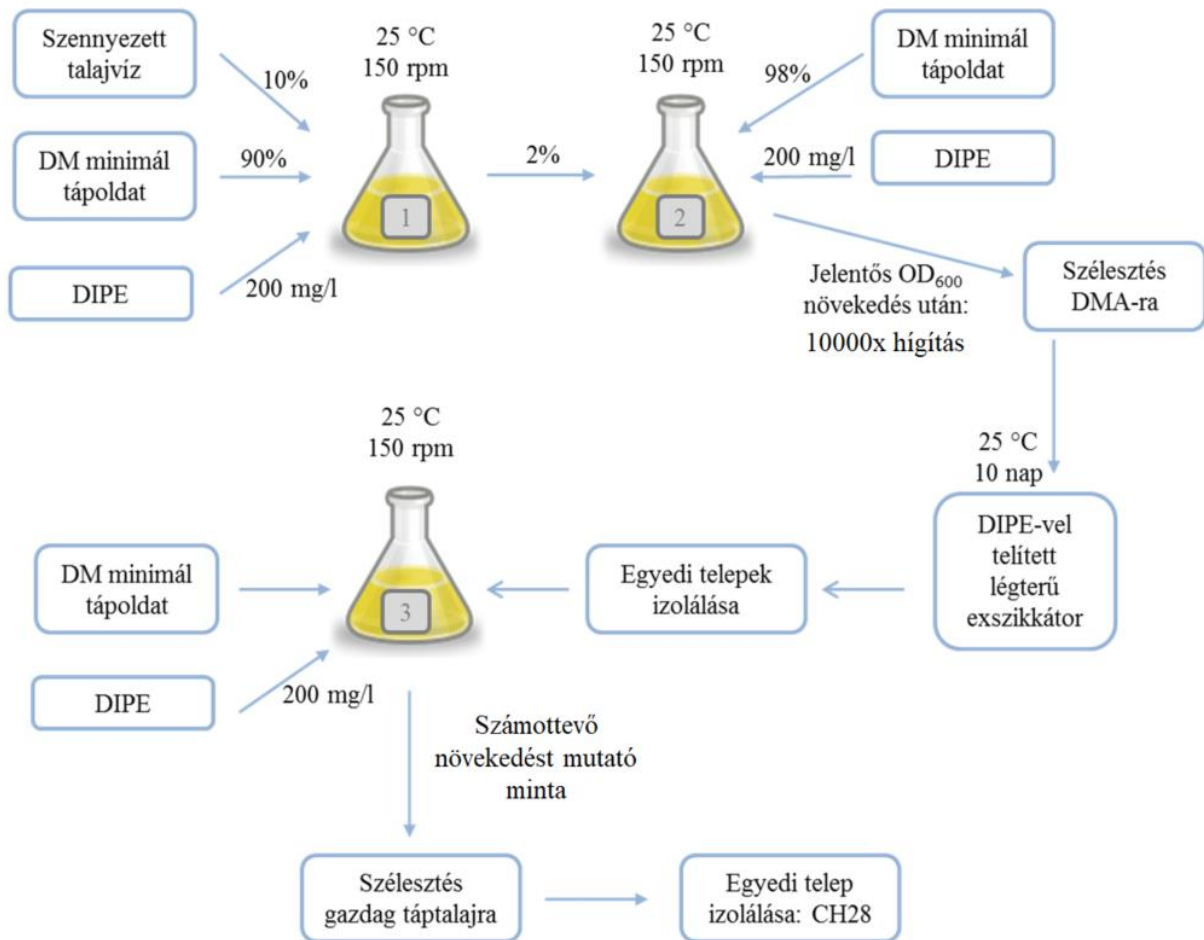 Szennyezett
talajvíz
10%
25 °C
150 rpm
DM minimál
tápoldat
90%
1
DIPE
200 mg/l
2%
25 °C
150 rpm
2
98%
DM minimál
tápoldat
200 mg/l
DIPE
Jelentős OD₆₀₀
növekedés után:
10000x hígítás
Szélesztés
DMA-ra
25 °C
10 nap
DIPE-vel
telített
légterű
exszikkátor
Egyedi telepek
izolálása
25 °C
150 rpm
3
DM minimál
tápoldat
DIPE
200 mg/l
Számottevő
növekedést mutató
minta
Szélesztés
gazdag táptalajra
Egyedi telep
izolálása: CH28